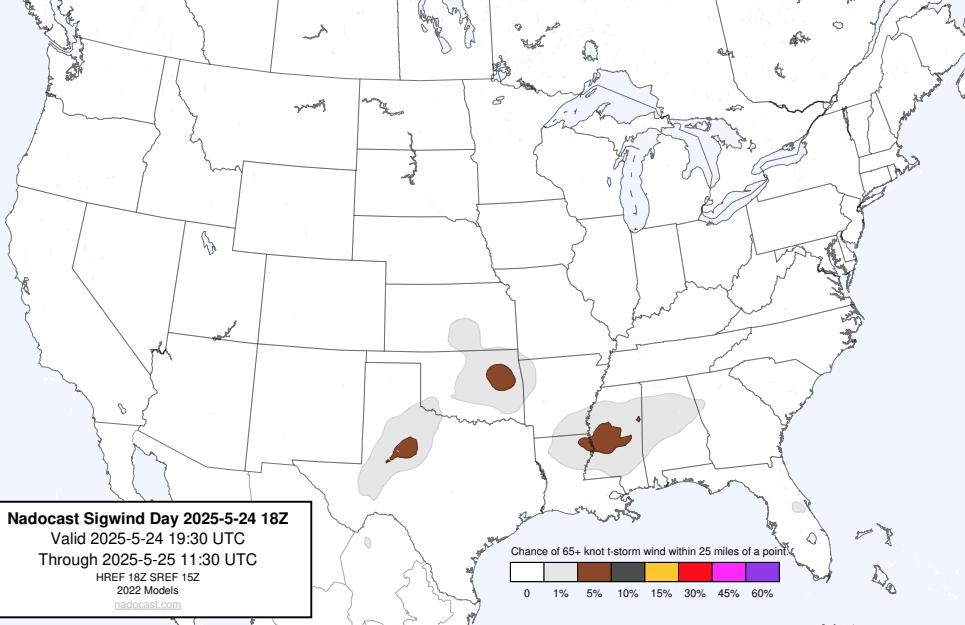 Nadocast Sigwind Day 2025-5-24 18Z
Valid 2025-5-24 19:30 UTC
Through 2025-5-25 11:30 UTC
HREF 18Z SREF 15Z
2022 Models
nadocast.com
Chance of 65+ knot t-storm wind within 25 miles of a point.
0 1% 5% 10% 15% 30% 45% 60%